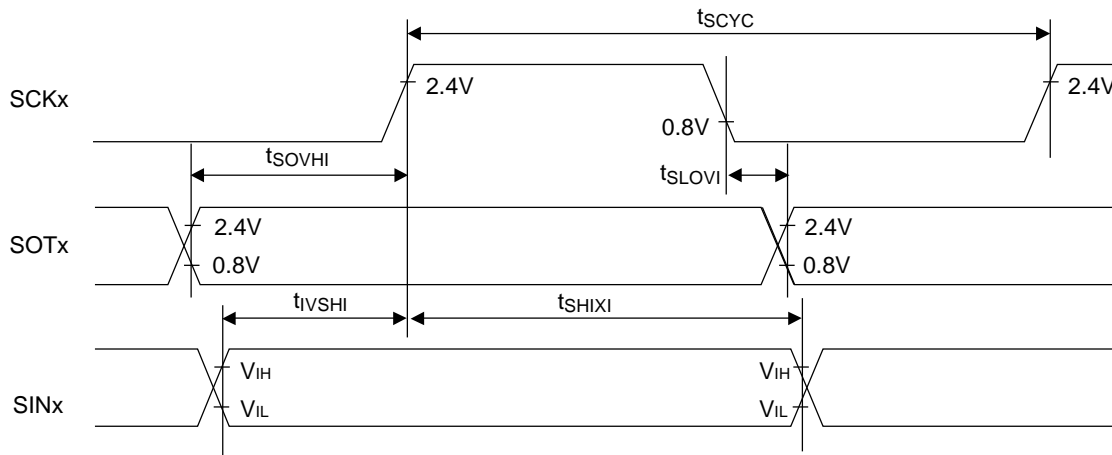 tSCYC
SCKx
2.4V
0.8V
2.4V
tSOVHI
tSLOVI
SOTx
2.4V
0.8V
2.4V
0.8V
tIVSHI
tSHIXI
SINx
VIH
VIL
VIH
VIL